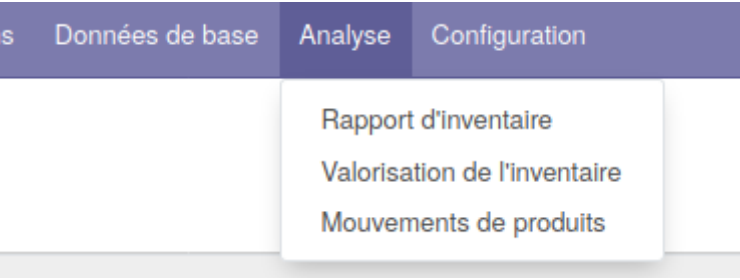 s Données de base Analyse Configuration
Rapport d'inventaire
Valorisation de l'inventaire
Mouvements de produits